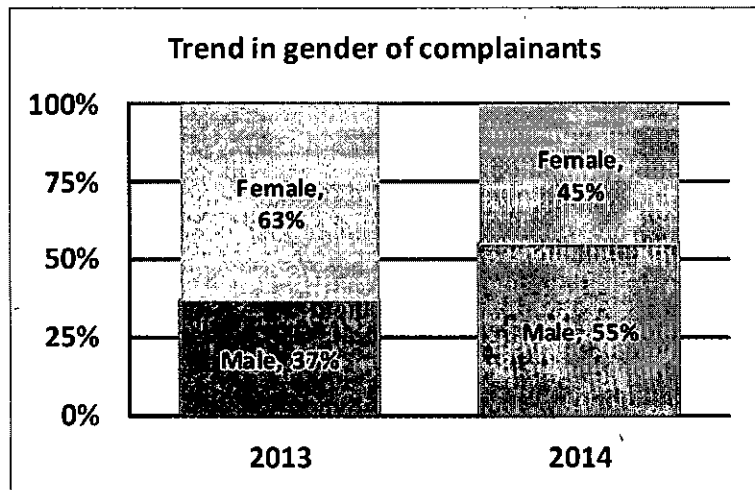 Trend in gender of complainants
100%
75%
50%
25%
0%
Female,
63%
Male, 37%
Female,
45%
Male, 55%
2013
2014